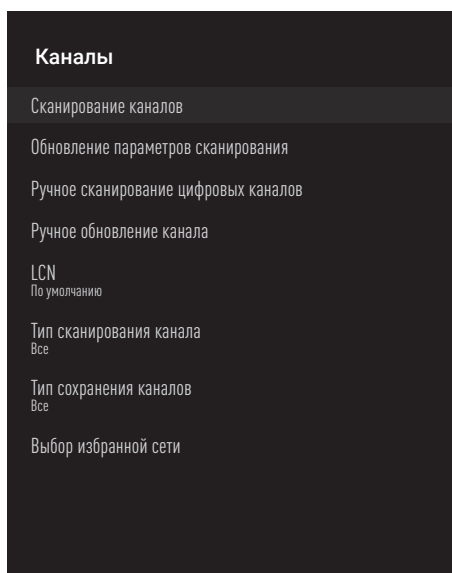 Каналы
Сканирование каналов
Обновление параметров сканирования
Ручное сканирование цифровых каналов
Ручное обновление канала
LCN
По умолчанию
Тип сканирования канала
Все
Тип сохранения каналов
Все
Выбор избранной сети